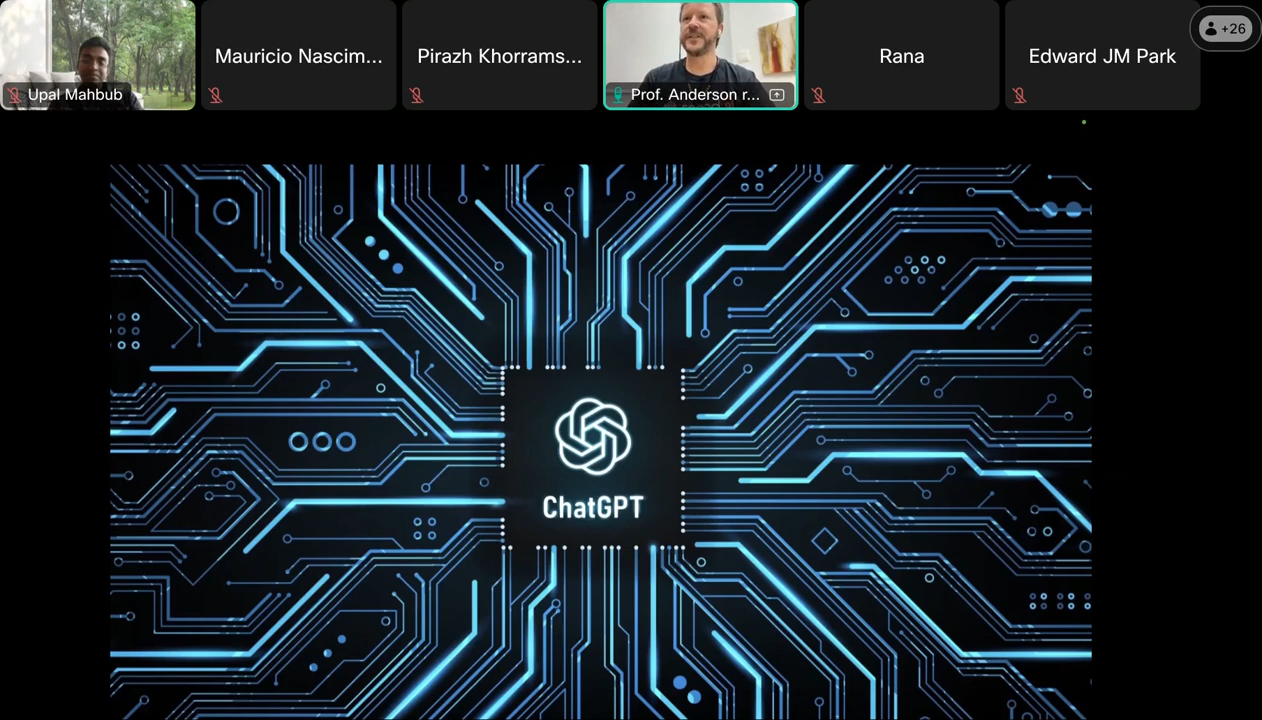 Upal Mahbub
Mauricio Nascim...
Pirazh Khorrams...
Prof. Anderson r...
Rana
Edward JM Park
+26
ChatGPT